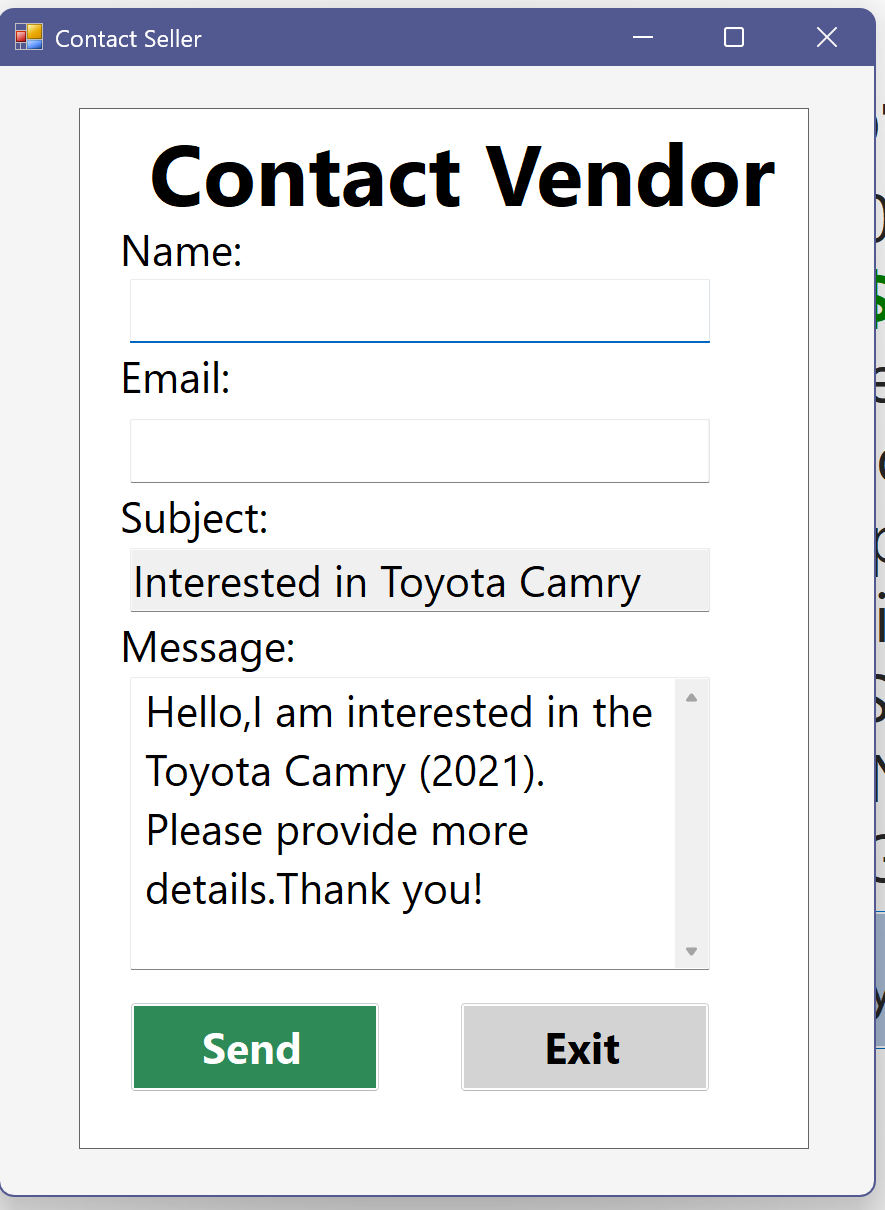 Contact Seller
Contact Vendor
Name:
Email:
Subject:
Interested in Toyota Camry
Message:
Hello,I am interested in the
Toyota Camry (2021).
Please provide more
details.Thank you!
Send
Exit